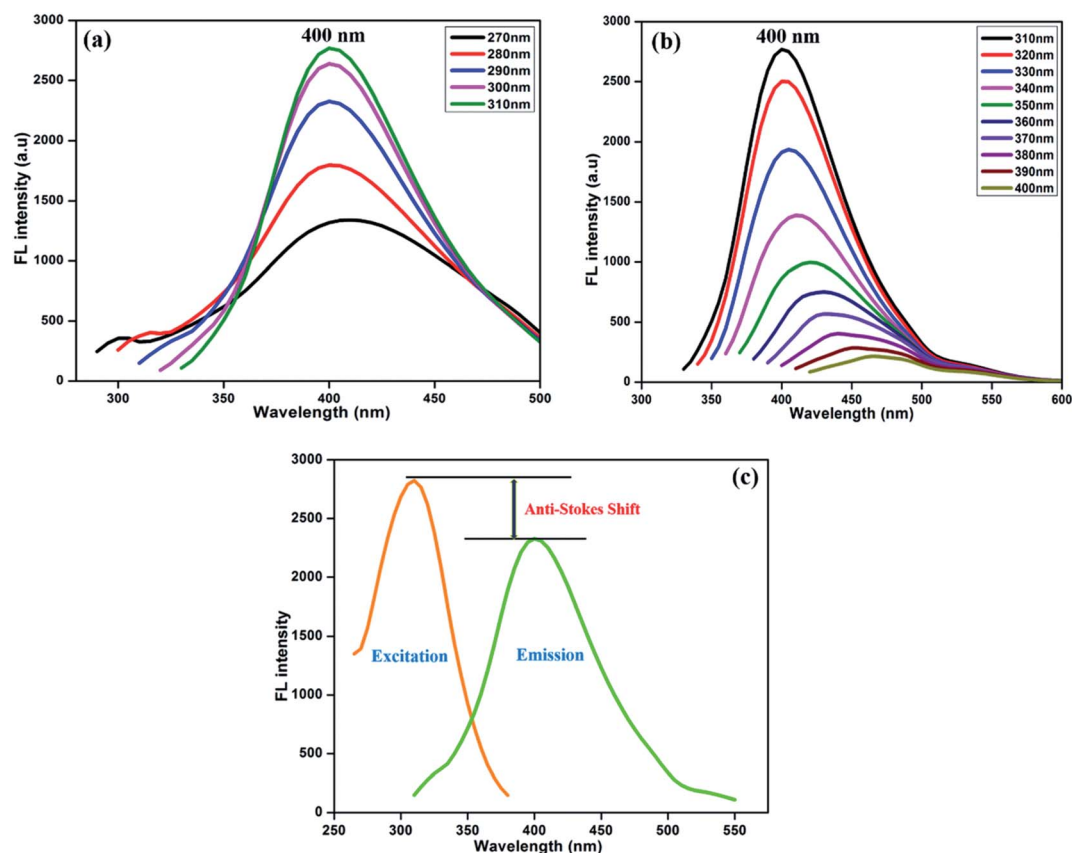 (a)
400 nm
270nm
280nm
290nm
300nm
310nm
FL intensity (a.u)
3000
2500
2000
1500
1000
500
0
300 350 400 450 500
Wavelength (nm)
(b)
400 nm
310nm
320nm
330nm
340nm
350nm
360nm
370nm
380nm
390nm
400nm
FL intensity (a.u)
3000
2500
2000
1500
1000
500
0
300 350 400 450 500 550 600
Wavelength (nm)
(c)
Anti-Stokes Shift
Excitation Emission
FL intensity
3000
2500
2000
1500
1000
500
0
250 300 350 400 450 500 550
Wavelength (nm)